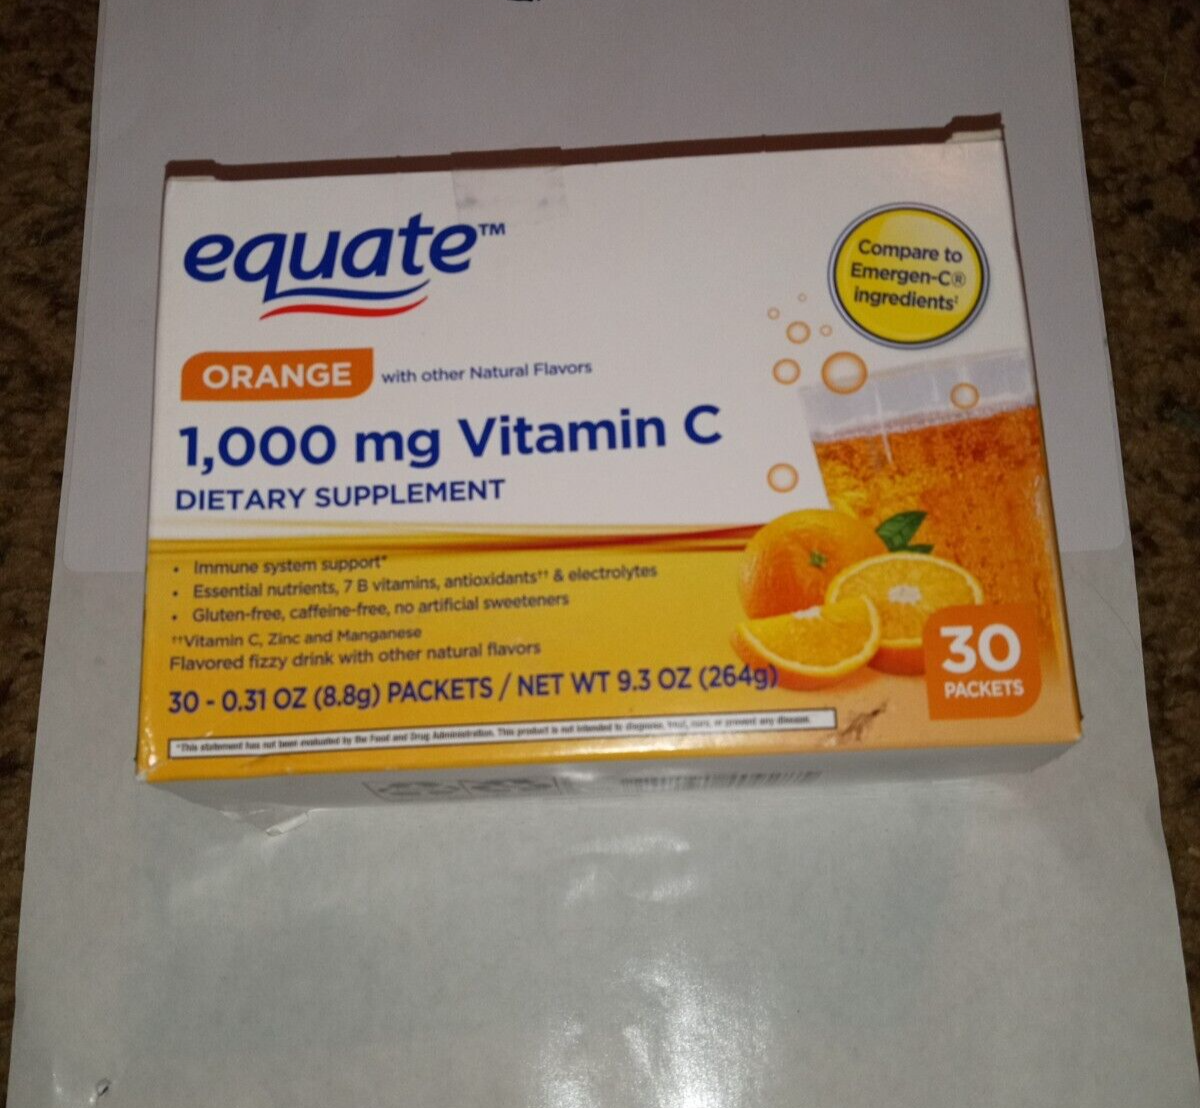 equate™
Compare to
Emergen-C®
ingredients‡
ORANGE with other Natural Flavors
1,000 mg Vitamin C
DIETARY SUPPLEMENT
• Immune system support*
• Essential nutrients, 7 B vitamins, antioxidants†† & electrolytes
• Gluten-free, caffeine-free, no artificial sweeteners
††Vitamin C, Zinc and Manganese
Flavored fizzy drink with other natural flavors
30 - 0.31 OZ (8.8g) PACKETS / NET WT 9.3 OZ (264g)
30
PACKETS
*This statement has not been evaluated by the Food and Drug Administration. This product is not intended to diagnose, treat, cure, or prevent any disease.